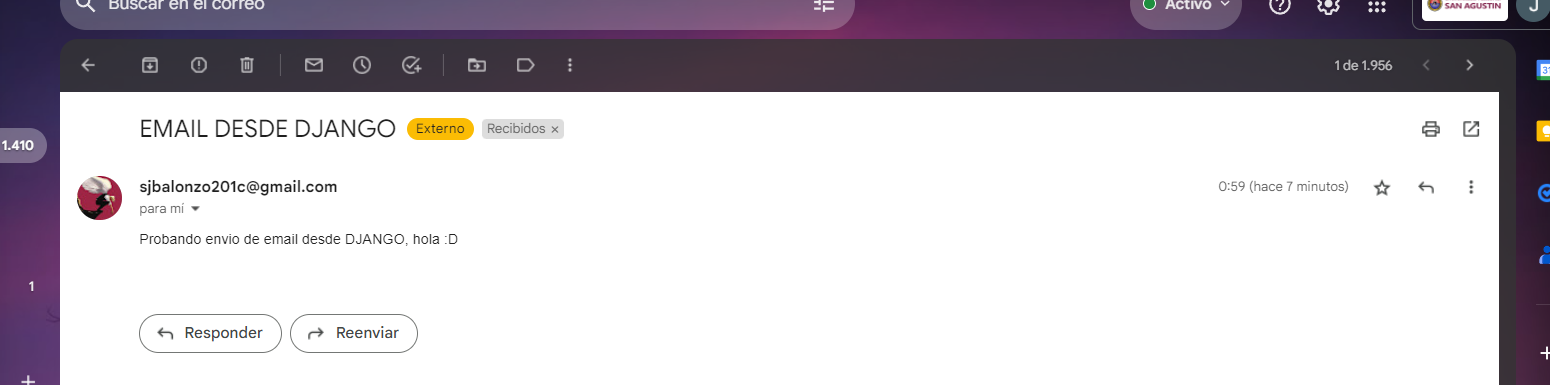 Buscar en el correo
Activo
SAN AGUSTIN
J
1 de 1.956
31
EMAIL DESDE DJANGO Externo Recibidos ×
1.410
sjbalonzo201c@gmail.com 0:59 (hace 7 minutos)
para mí
Probando envio de email desde DJANGO, hola :D
1
Responder Reenviar